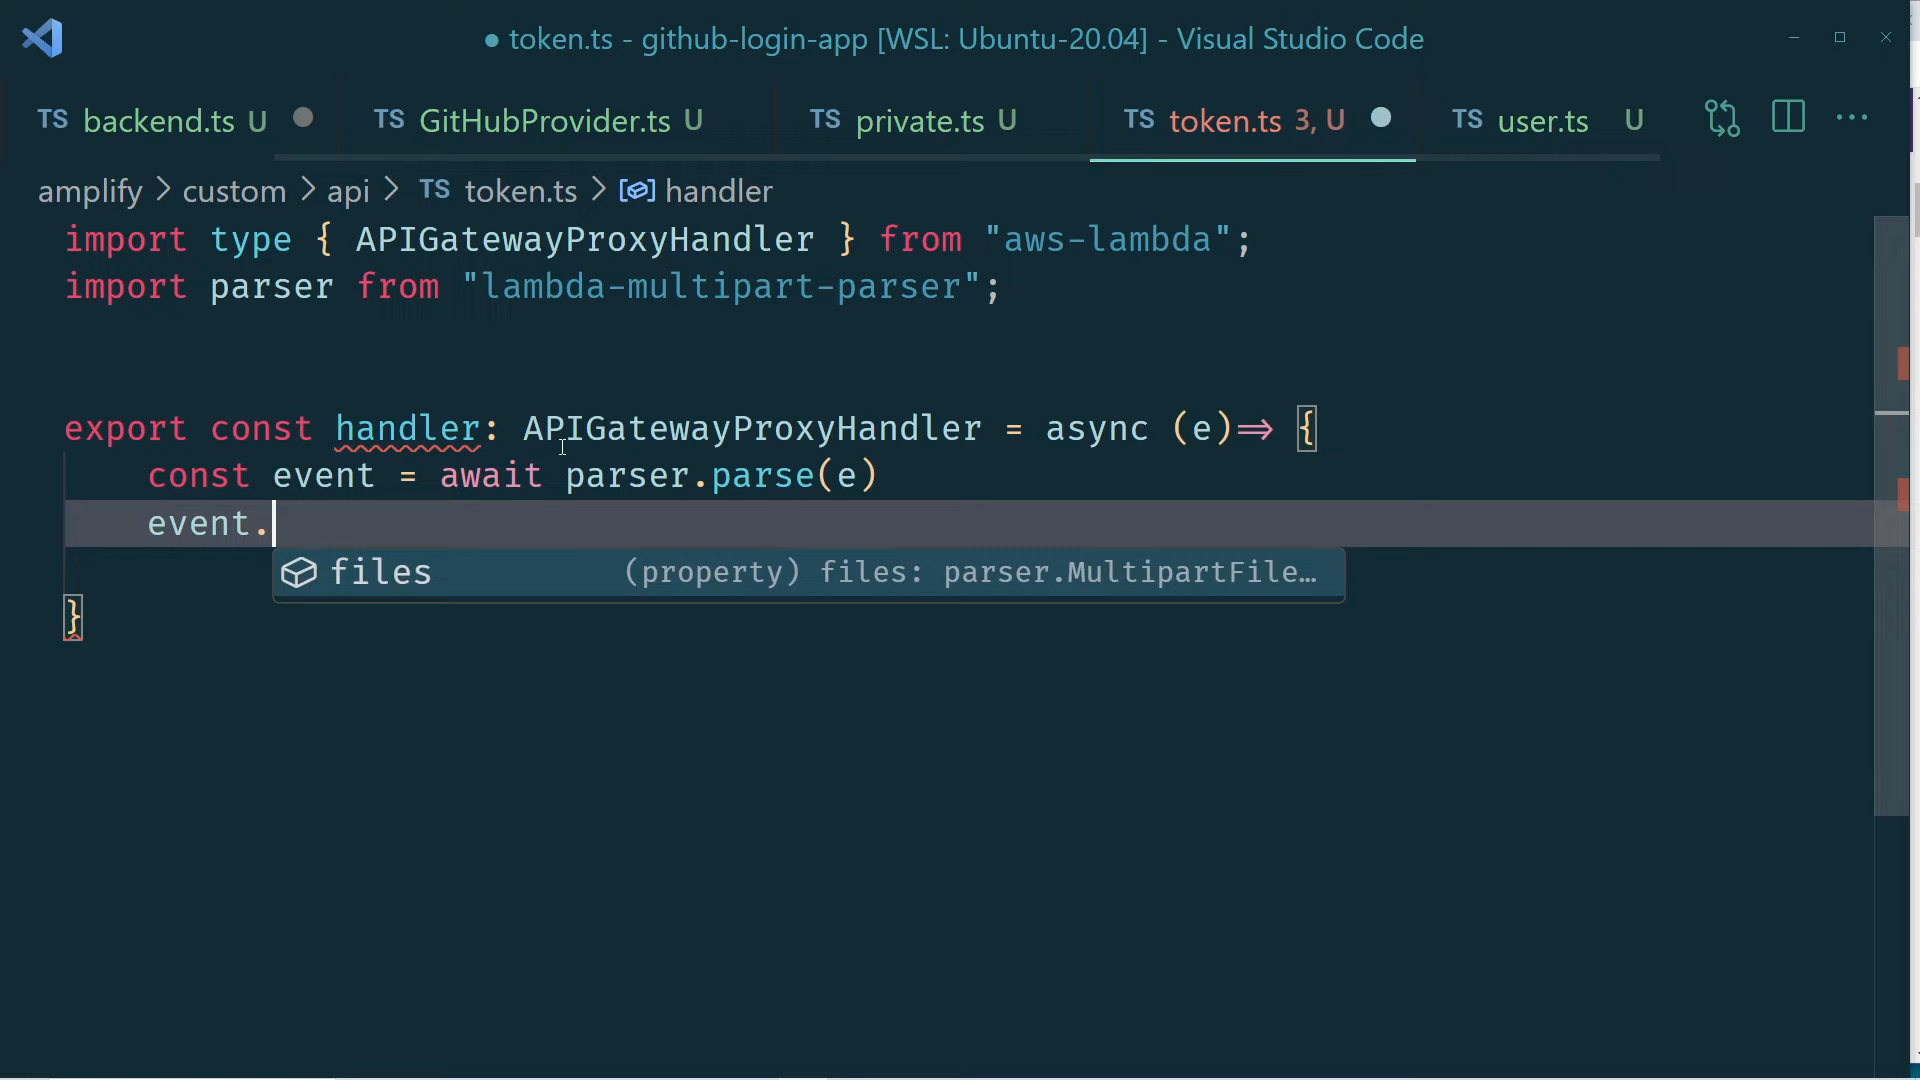 ● token.ts - github-login-app [WSL: Ubuntu-20.04] - Visual Studio Code
TS backend.ts U TS GitHubProvider.ts U TS private.ts U TS token.ts 3, U TS user.ts U
amplify > custom > api > TS token.ts > handler
import type { APIGatewayProxyHandler } from "aws-lambda";
import parser from "lambda-multipart-parser";
export const handler: APIGatewayProxyHandler = async (e)=> {
const event = await parser.parse(e)
event.
files (property) files: parser.MultipartFile…
}